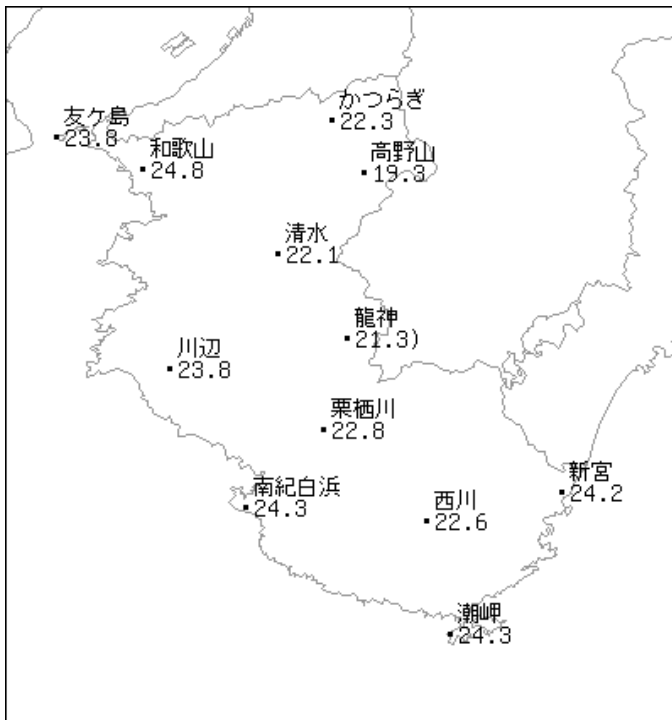 かつらぎ
22.3
友ケ島
23.8
和歌山
24.8
高野山
19.3
清水
22.1
龍神
21.3)
川辺
23.8
栗栖川
22.8
新宮
24.2
南紀白浜
24.3
西川
22.6
潮岬
24.3